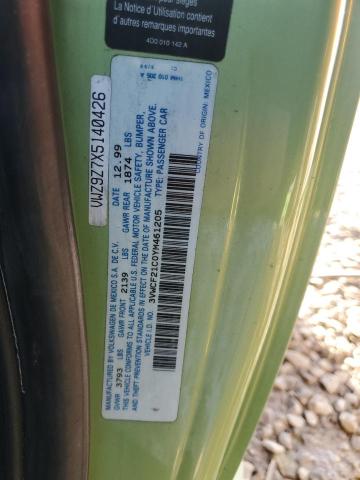 La Notice d'Utilisation contient
d'autres remarques importantes
4D0 010 142 A
VWZ9Z7X5140426
COUNTRY OF ORIGIN: MEXICO
MANUFACTURED BY VOLKSWAGEN DE MEXICO S.A. DE C.V. DATE 12.99
GVWR 3793 LBS GAWR FRONT 2139 LBS GAWR REAR 1874 LBS
THIS VEHICLE CONFORMS TO ALL APPLICABLE U.S. FEDERAL MOTOR VEHICLE SAFETY, BUMPER,
AND THEFT PREVENTION STANDARDS IN EFFECT ON THE DATE OF MANUFACTURE SHOWN ABOVE.
VEHICLE I.D. NO.: 3VWCF21C0YM461205 TYPE: PASSENGER CAR